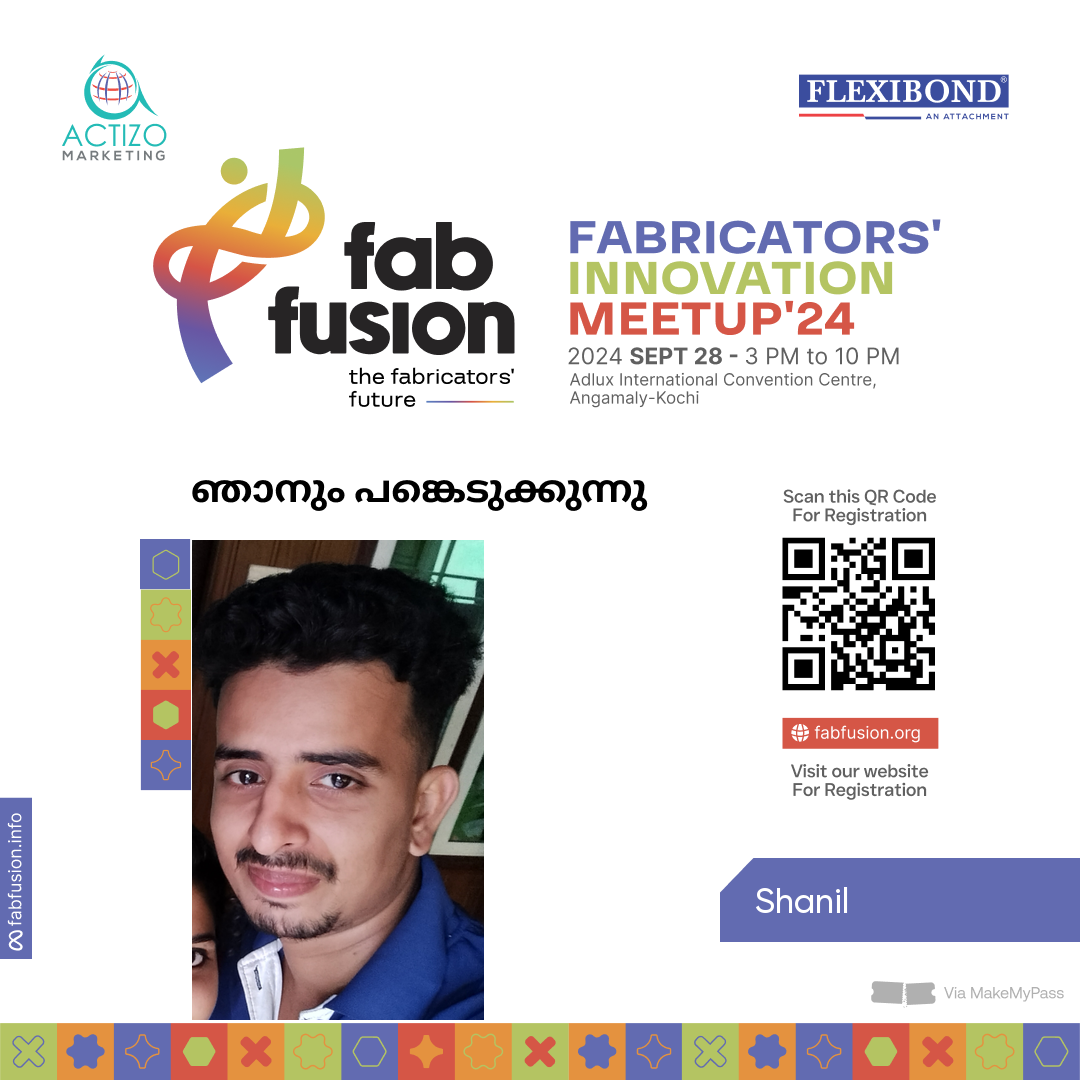 ACTIZO
MARKETING
FLEXIBOND®
AN ATTACHMENT
fab
fusion
the fabricators'
future
FABRICATORS'
INNOVATION
MEETUP'24
2024 SEPT 28 - 3 PM to 10 PM
Adlux International Convention Centre,
Angamaly-Kochi
ഞാനും പങ്കെടുക്കുന്നു
Scan this QR Code
For Registration
fabfusion.org
Visit our website
For Registration
fabfusion.info
Shanil
Via MakeMyPass